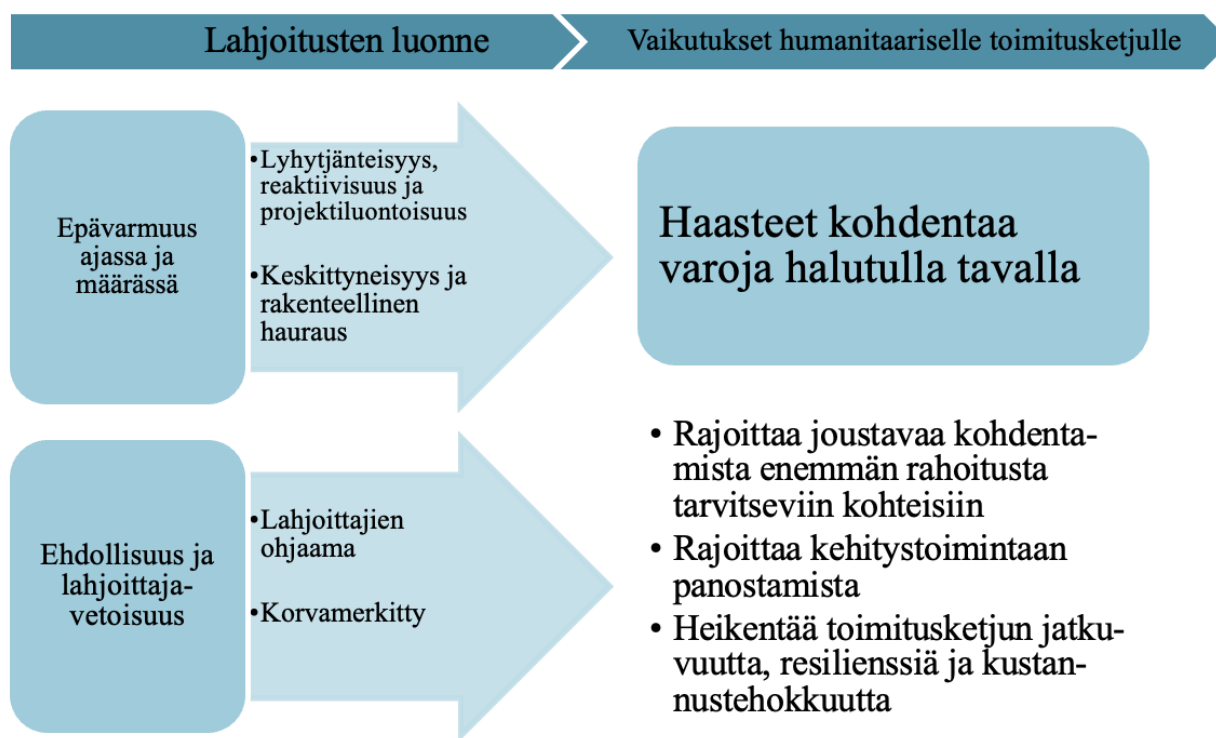 Lahjoitusten luonne
Vaikutukset humanitaariselle toimitusketjulle
Epävarmuus
ajassa ja
määrässä
•Lyhytjänteisyys,
reaktiivisuus ja
projektiluontoisuus
•Keskittyneisyys ja
rakenteellinen
hauraus
Haasteet kohdentaa
varoja halutulla tavalla
Ehdollisuus ja
lahjoittaja-
vetoisuus
•Lahjoittajien
ohjaama
•Korvamerkitty
• Rajoittaa joustavaa kohdenta-
mista enemmän rahoitusta
tarvitseviin kohteisiin
• Rajoittaa kehitystoimintaan
panostamista
• Heikentää toimitusketjun jatku-
vuutta, resilienssiä ja kustan-
nustehokkuutta